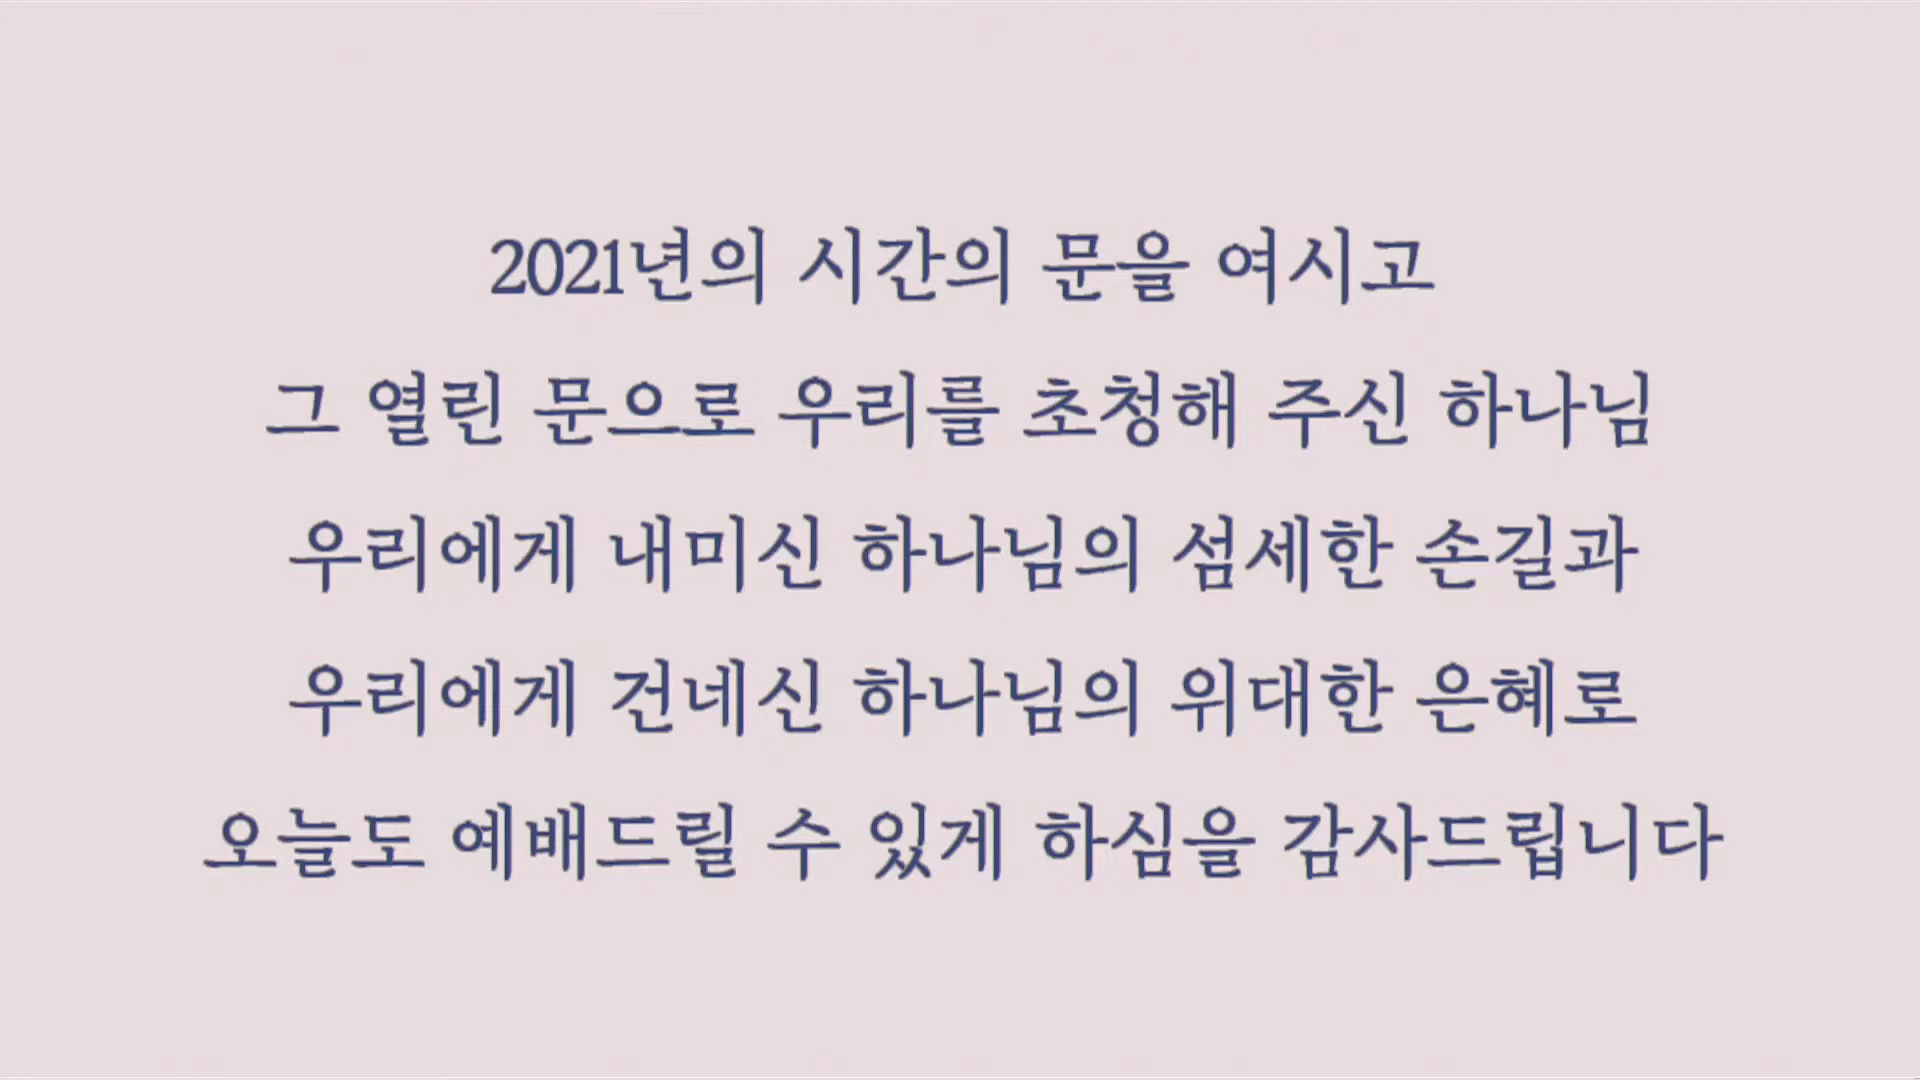 2021년의 시간의 문을 여시고
그 열린 문으로 우리를 초청해 주신 하나님
우리에게 내미신 하나님의 섬세한 손길과
우리에게 건네신 하나님의 위대한 은혜로
오늘도 예배드릴 수 있게 하심을 감사드립니다